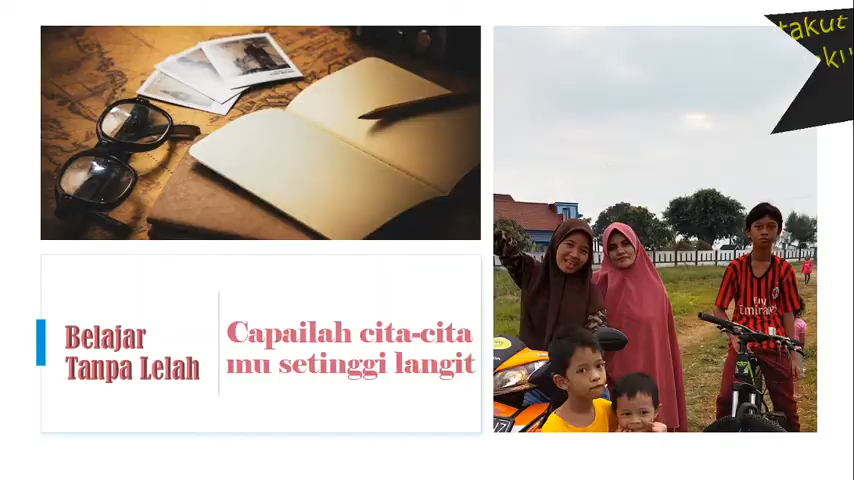 takut
Belajar
Tanpa Lelah
Capailah cita-cita
mu setinggi langit
Fly
Emirates